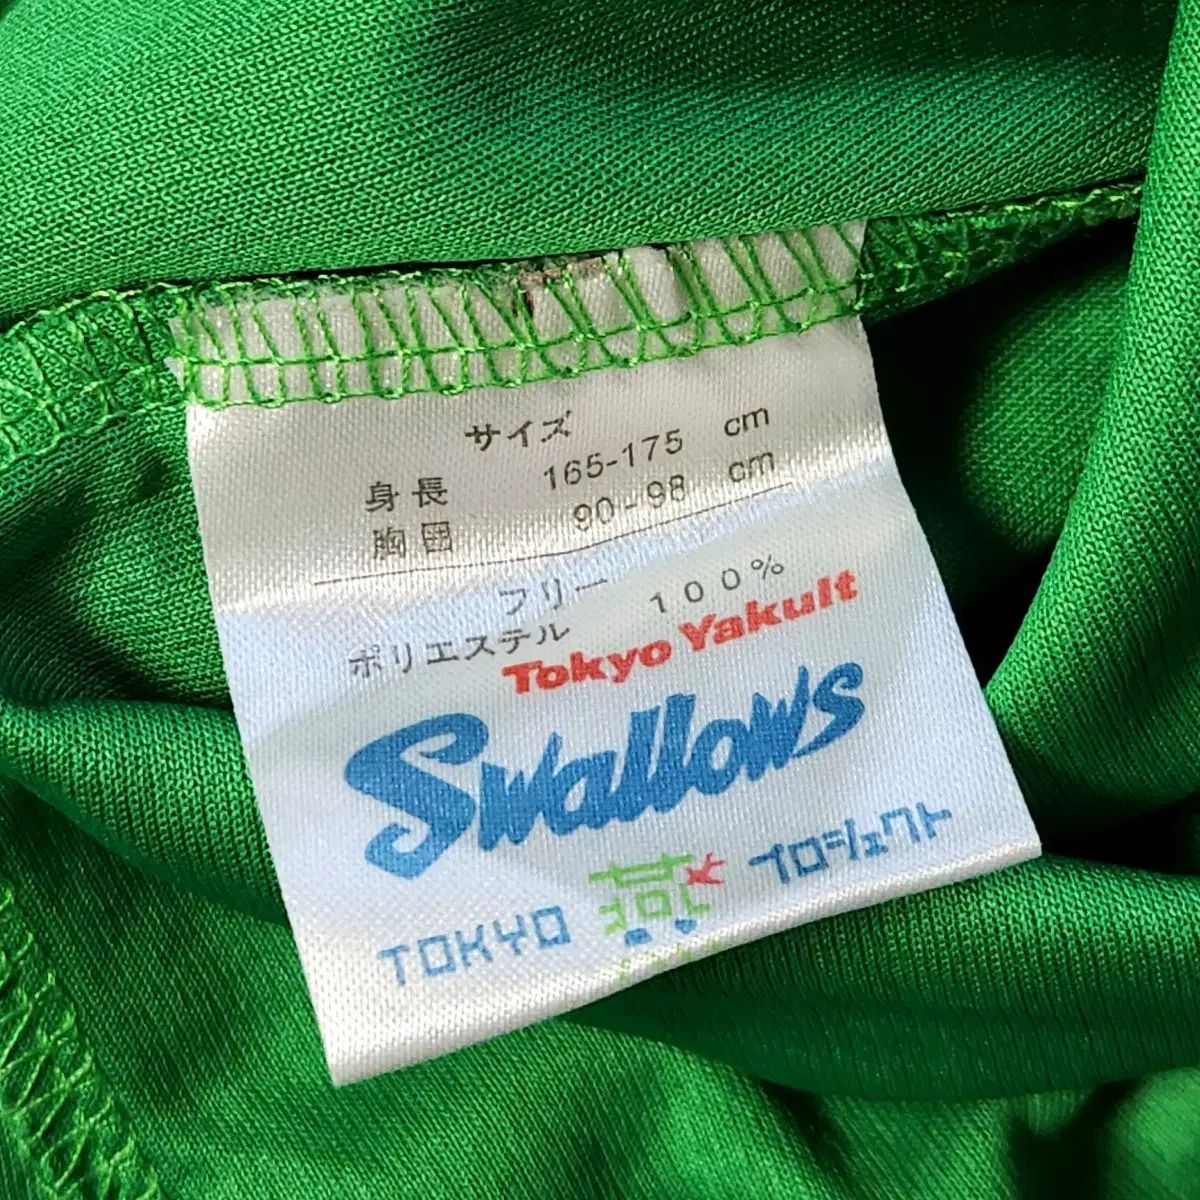 サイズ
身長 165-175 cm
胸囲 90-98 cm
フリー
ポリエステル 100%
Tokyo Yakult
Swallows
TOKYO 燕 プロジェクト